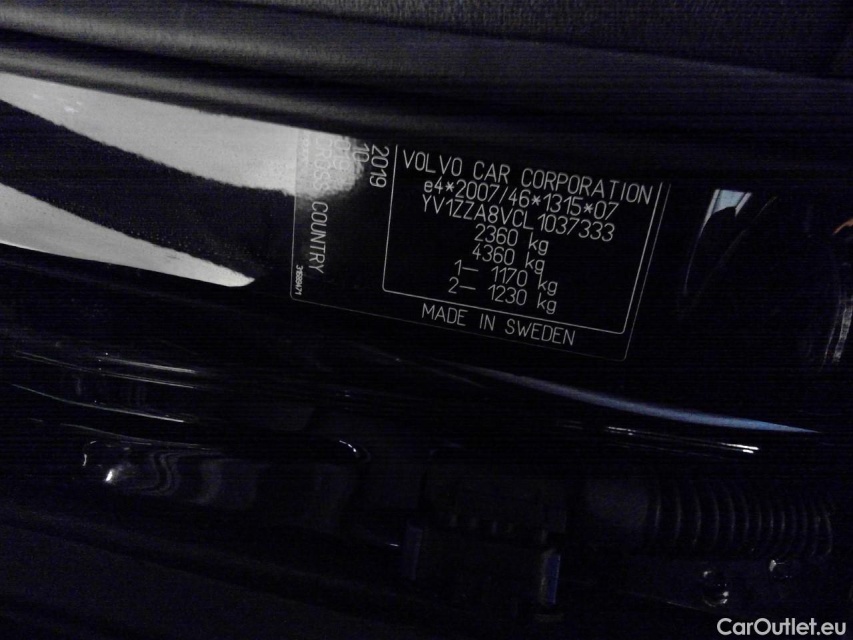 VOLVO CAR CORPORATION
e4*2007/46*1315*07
YV1ZZA8VCL1037333
2360 kg
4360 kg
1– 1170 kg
2– 1230 kg
MADE IN SWEDEN
2019
10-
CROSS COUNTRY
CarOutlet.eu